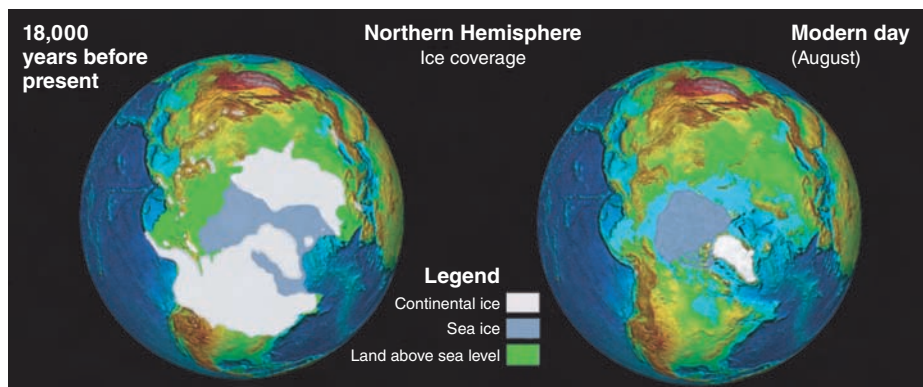 18,000
years before
present
Northern Hemisphere
Ice coverage
Modern day
(August)
Legend
Continental ice
Sea ice
Land above sea level